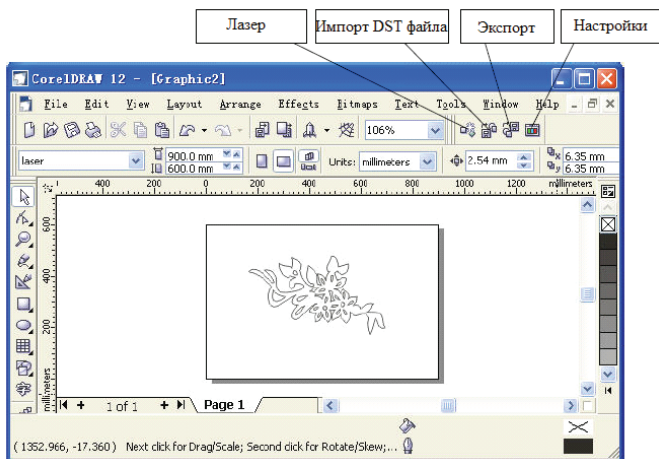 Лазер Импорт DST файла Экспорт Настройки
CorelDRAW 12 - [Graphic2]
File Edit View Layout Arrange Effects Bitmaps Text Tools Window Help
106%
laser 900.0 mm 600.0 mm Units: millimeters 2.54 mm x 6.35 mm y 6.35 mm
400 200 0 200 400 600 800 1000 1200 millimeters
600
400
200
millimeters
1 of 1 Page 1
( 1352.966, -17.360 ) Next click for Drag/Scale; Second click for Rotate/Skew;...